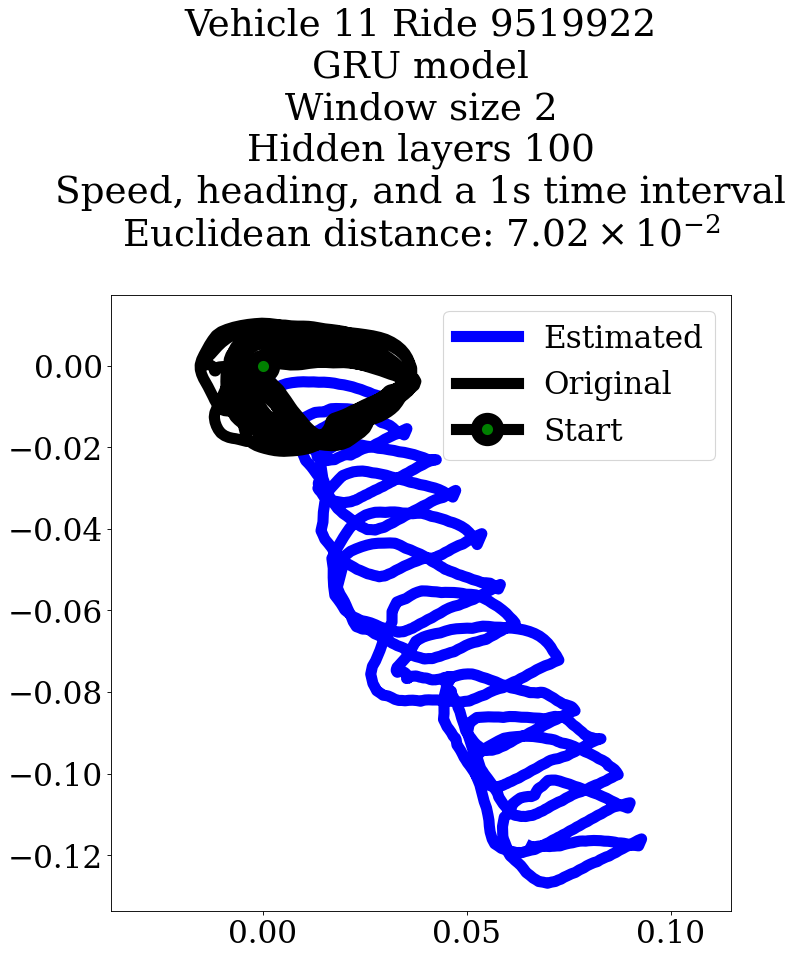 Vehicle 11 Ride 9519922
GRU model
Window size 2
Hidden layers 100
Speed, heading, and a 1s time interval
Euclidean distance: 7.02 × 10⁻²
Estimated
Original
Start
0.00
−0.02
−0.04
−0.06
−0.08
−0.10
−0.12
0.00 0.05 0.10